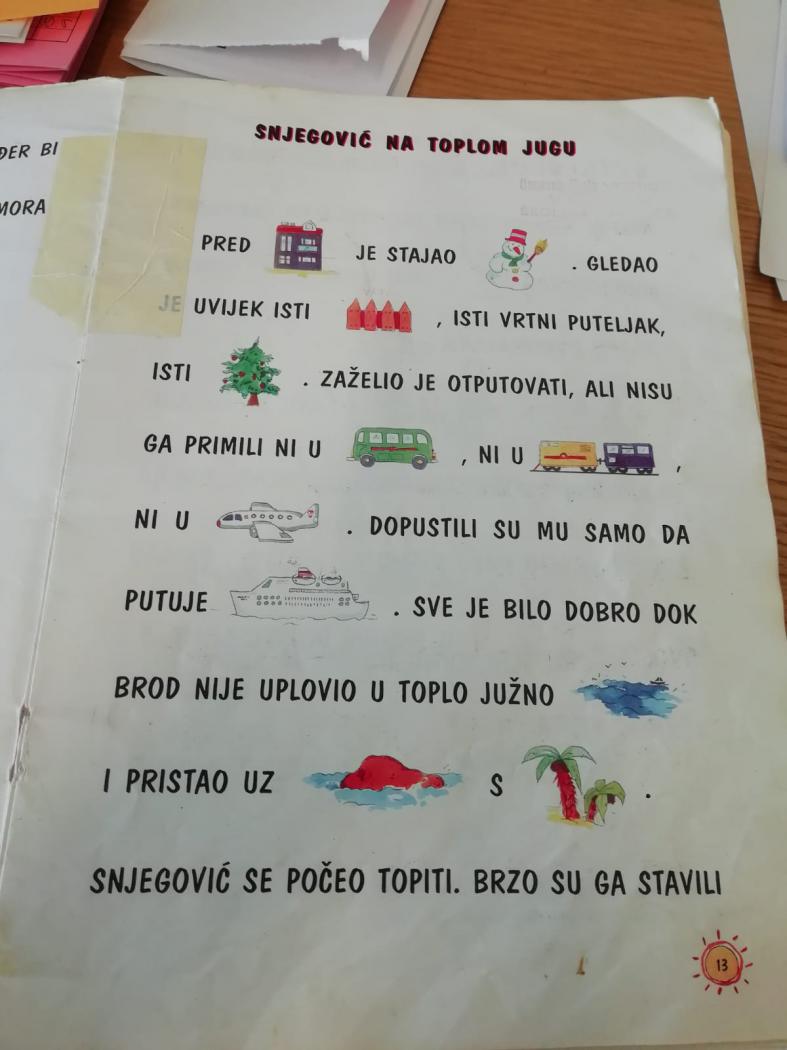 ĐER BI
MORA
SNJEGOVIĆ NA TOPLOM JUGU
PRED JE STAJAO . GLEDAO
JE UVIJEK ISTI , ISTI VRTNI PUTELJAK,
ISTI . ZAŽELIO JE OTPUTOVATI, ALI NISU
GA PRIMILI NI U , NI U ,
NI U . DOPUSTILI SU MU SAMO DA
PUTUJE . SVE JE BILO DOBRO DOK
BROD NIJE UPLOVIO U TOPLO JUŽNO
I PRISTAO UZ S .
SNJEGOVIĆ SE POČEO TOPITI. BRZO SU GA STAVILI
13